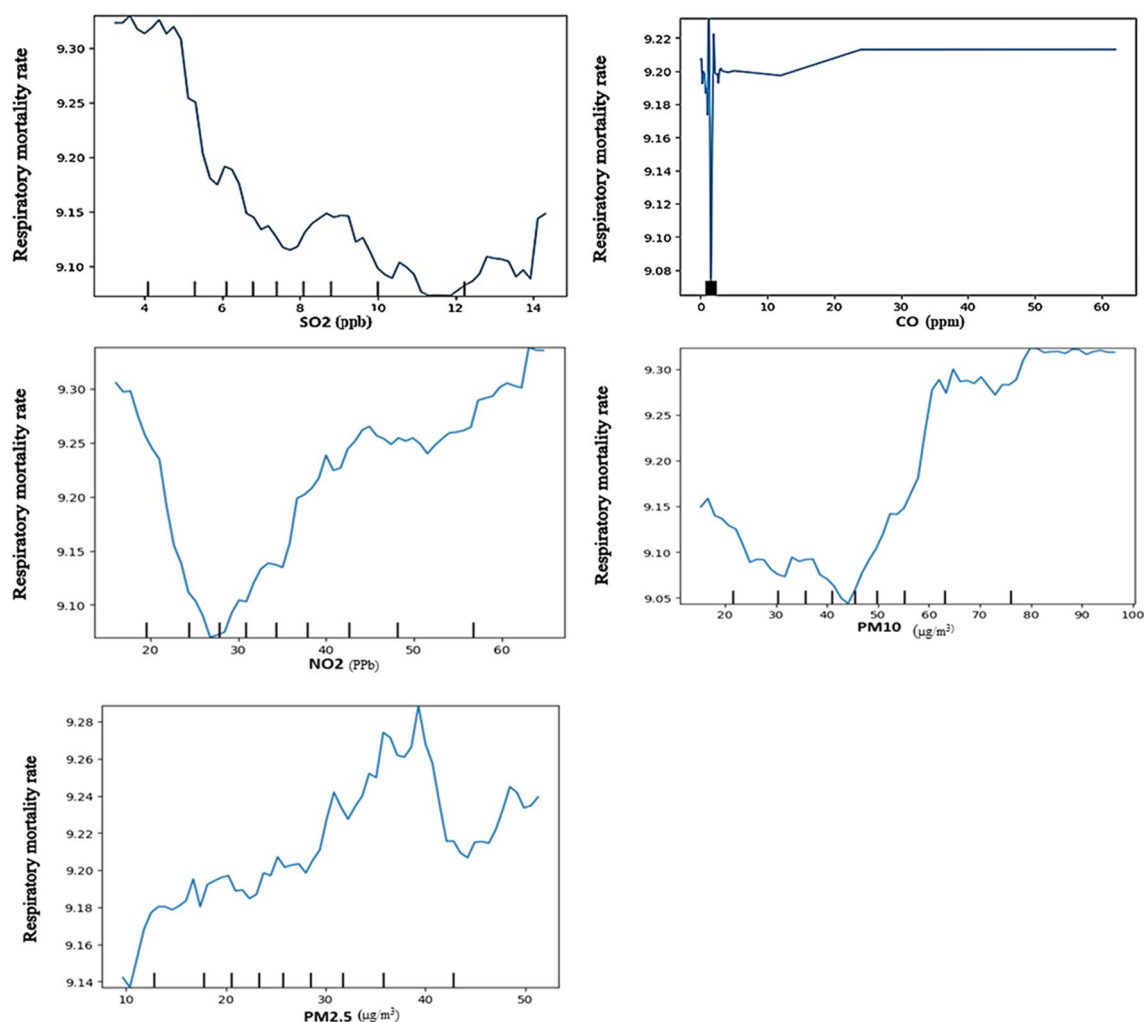 Respiratory mortality rate
9.30
9.25
9.20
9.15
9.10
4 6 8 10 12 14
SO2 (ppb)
Respiratory mortality rate
9.22
9.20
9.18
9.16
9.14
9.12
9.10
9.08
0 10 20 30 40 50 60
CO (ppm)
Respiratory mortality rate
9.30
9.25
9.20
9.15
9.10
20 30 40 50 60
NO2 (PPb)
Respiratory mortality rate
9.30
9.25
9.20
9.15
9.10
9.05
20 30 40 50 60 70 80 90 100
PM10 (µg/m³)
Respiratory mortality rate
9.28
9.26
9.24
9.22
9.20
9.18
9.16
9.14
10 20 30 40 50
PM2.5 (µg/m³)